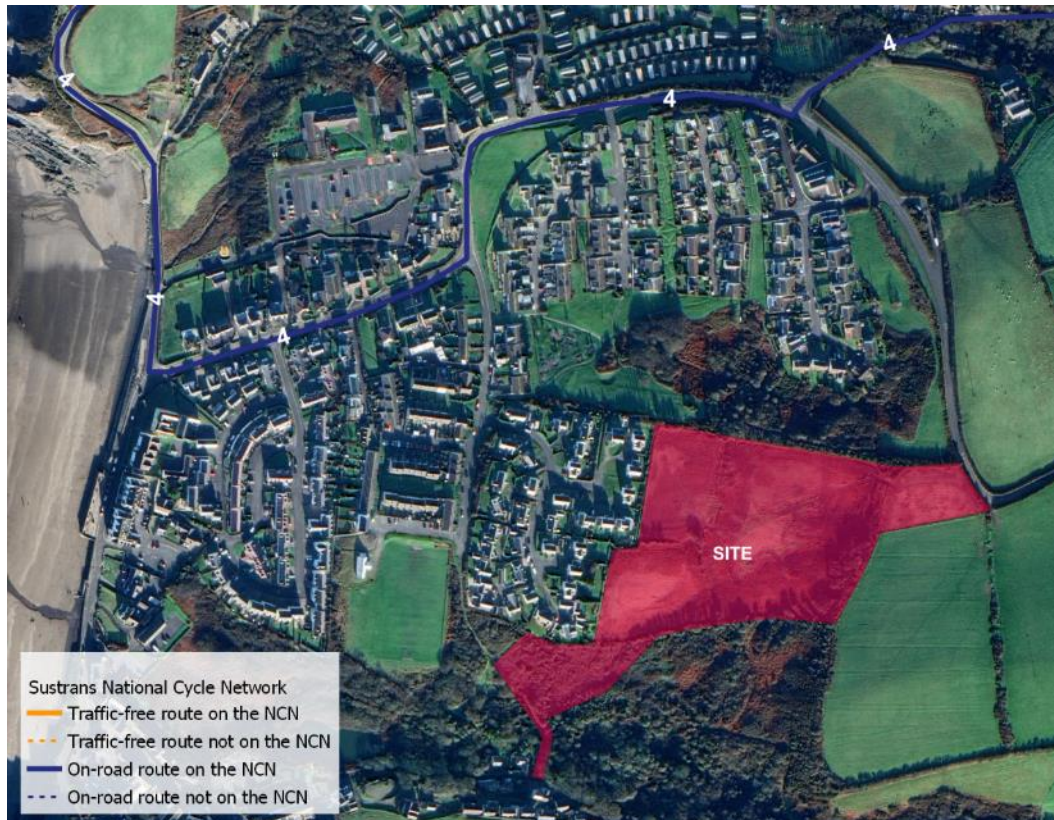 4
4
4
4
4
SITE
Sustrans National Cycle Network
Traffic-free route on the NCN
Traffic-free route not on the NCN
On-road route on the NCN
On-road route not on the NCN